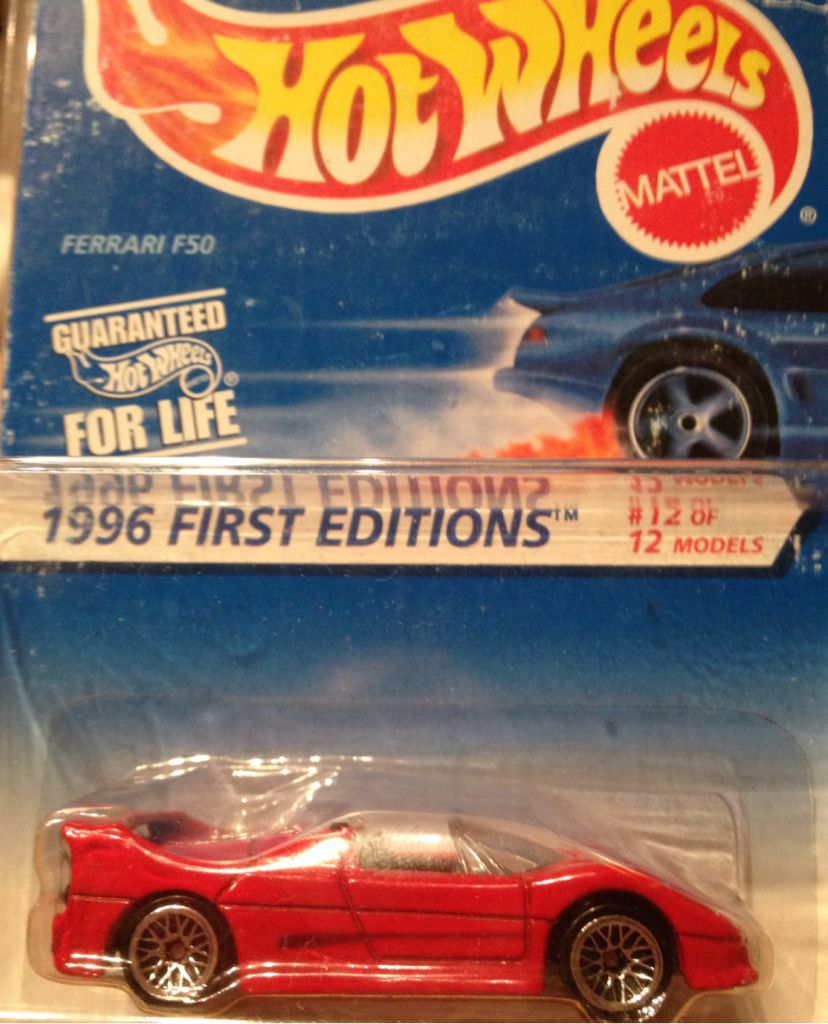 Hot Wheels
MATTEL
®
FERRARI F50
GUARANTEED
Hot Wheels ®
FOR LIFE
1996 FIRST EDITIONS™
#12 OF
12 MODELS